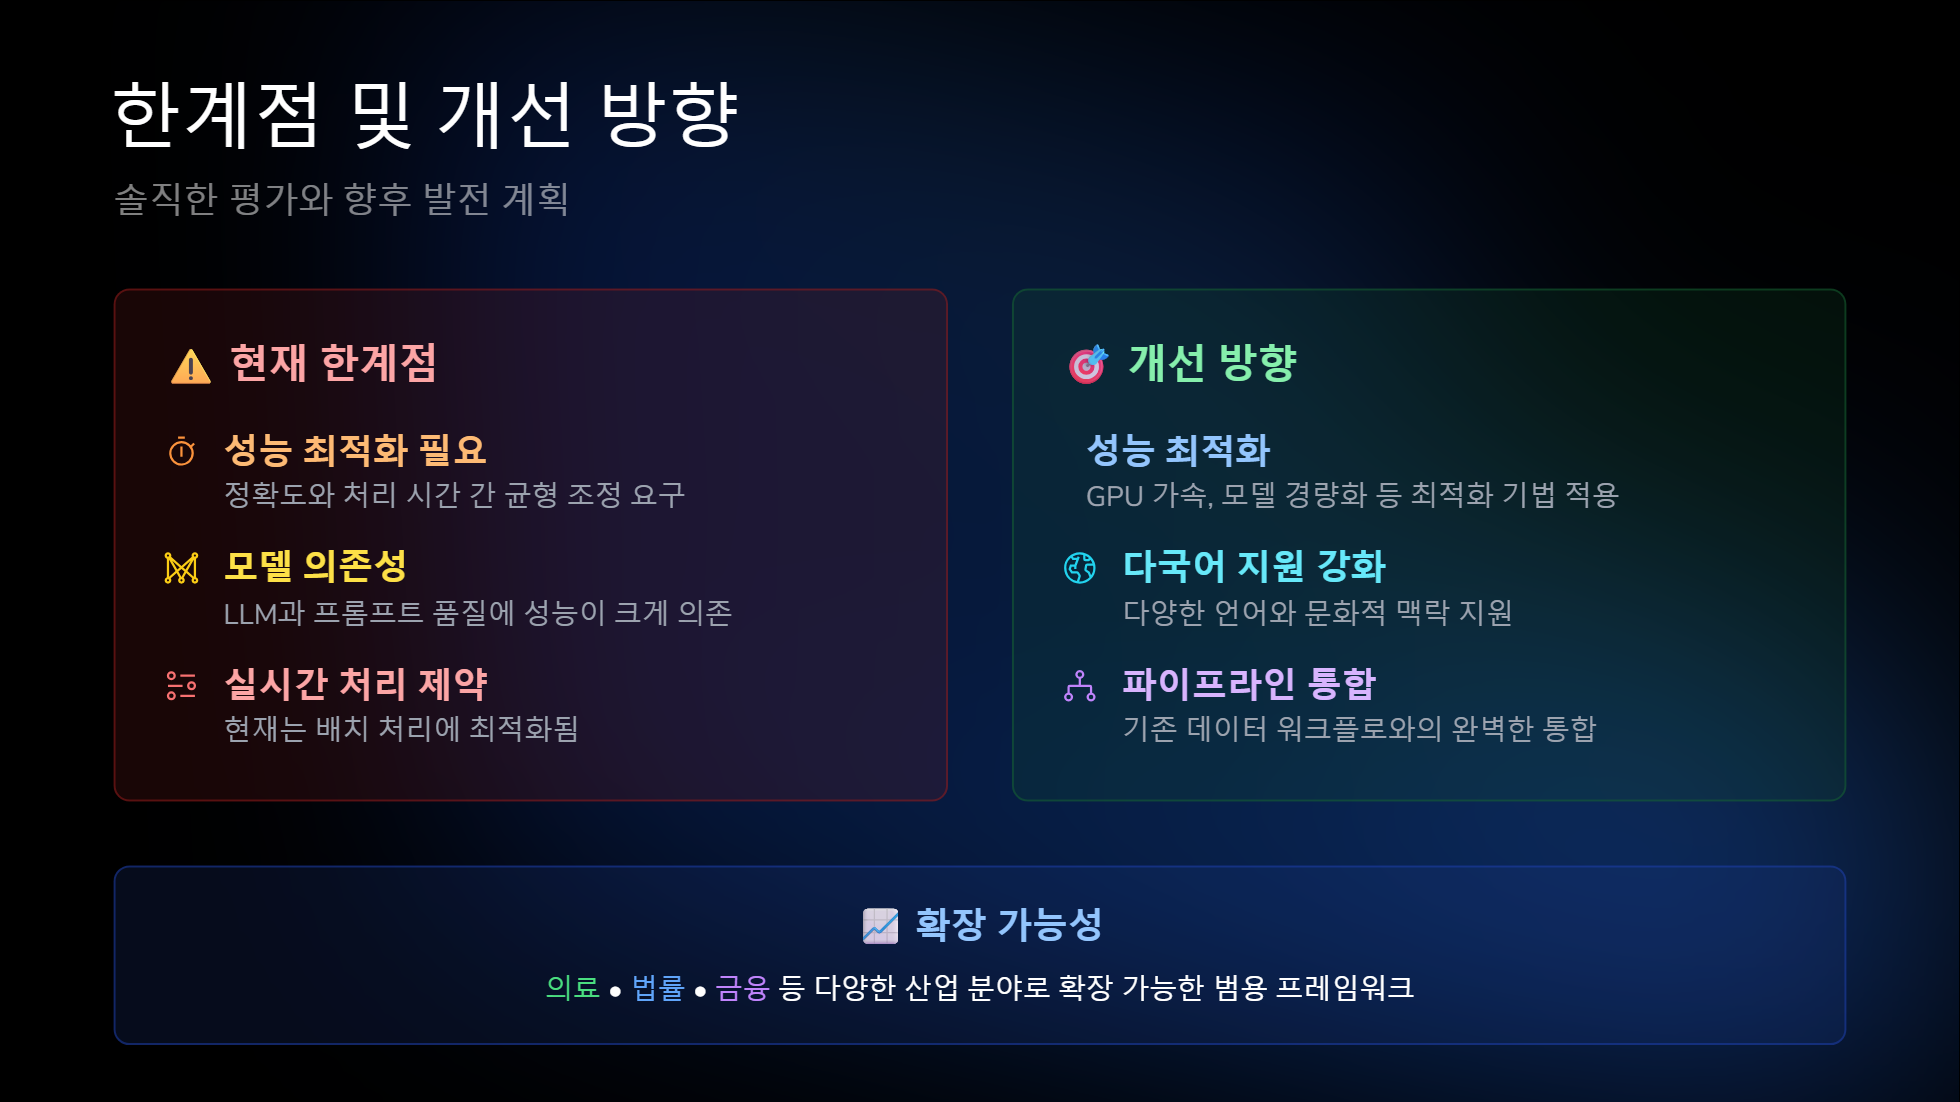 한계점 및 개선 방향
솔직한 평가와 향후 발전 계획
현재 한계점
성능 최적화 필요
정확도와 처리 시간 간 균형 조정 요구
모델 의존성
LLM과 프롬프트 품질에 성능이 크게 의존
실시간 처리 제약
현재는 배치 처리에 최적화됨
개선 방향
성능 최적화
GPU 가속, 모델 경량화 등 최적화 기법 적용
다국어 지원 강화
다양한 언어와 문화적 맥락 지원
파이프라인 통합
기존 데이터 워크플로와의 완벽한 통합
확장 가능성
의료 • 법률 • 금융 등 다양한 산업 분야로 확장 가능한 범용 프레임워크